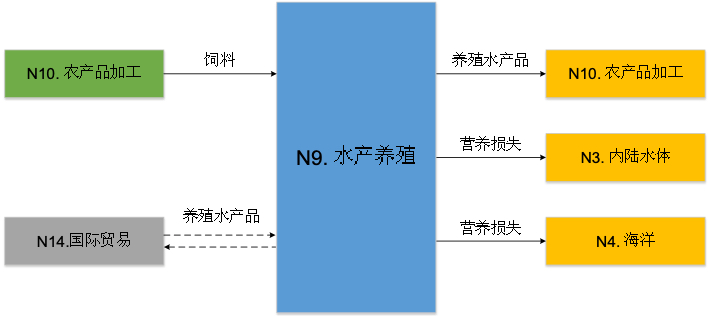 N10. 农产品加工
饲料
N14.国际贸易
养殖水产品
N9. 水产养殖
养殖水产品
N10. 农产品加工
营养损失
N3. 内陆水体
营养损失
N4. 海洋